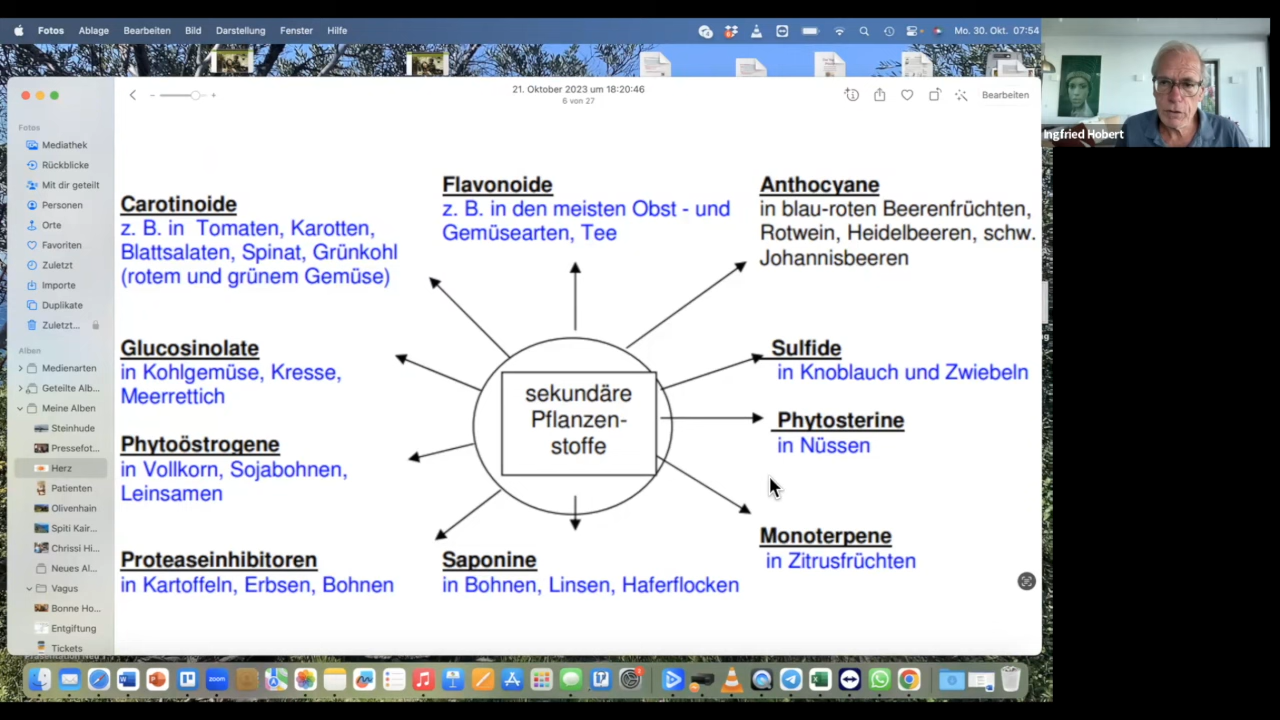 Fotos Ablage Bearbeiten Bild Darstellung Fenster Hilfe
Mo. 30. Okt. 07:54
21. Oktober 2023 um 18:20:46
6 von 27
Bearbeiten
Ingfried Hobert
Fotos
Mediathek
Rückblicke
Mit dir geteilt
Personen
Orte
Favoriten
Zuletzt
Importe
Duplikate
Zuletzt...
Alben
Medienarten
Geteilte Alb...
Meine Alben
Steinhude
Pressefot...
Herz
Patienten
Olivenhain
Spiti Kair...
Chrissi Hi...
Neues Al...
Vagus
Bonne Ho...
Entgiftung
Tickets
Carotinoide
z. B. in Tomaten, Karotten,
Blattsalaten, Spinat, Grünkohl
(rotem und grünem Gemüse)
Flavonoide
z. B. in den meisten Obst - und
Gemüsearten, Tee
Anthocyane
in blau-roten Beerenfrüchten,
Rotwein, Heidelbeeren, schw.
Johannisbeeren
Glucosinolate
in Kohlgemüse, Kresse,
Meerrettich
sekundäre
Pflanzen-
stoffe
Sulfide
in Knoblauch und Zwiebeln
Phytosterine
in Nüssen
Phytoöstrogene
in Vollkorn, Sojabohnen,
Leinsamen
Monoterpene
in Zitrusfrüchten
Proteaseinhibitoren
in Kartoffeln, Erbsen, Bohnen
Saponine
in Bohnen, Linsen, Haferflocken
zoom